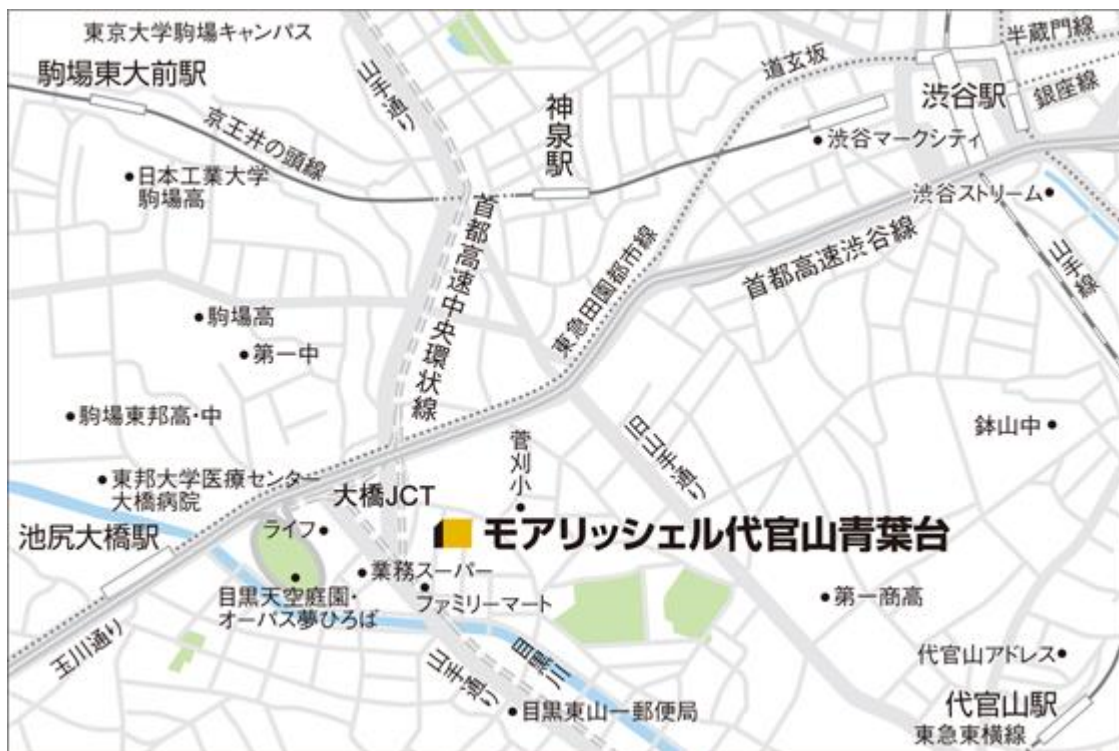 東京大学駒場キャンパス
駒場東大前駅
山手通り
道玄坂
半蔵門線
渋谷駅
銀座線
京王井の頭線
神泉駅
渋谷マークシティ
日本工業大学
駒場高
首都高速中央環状線
渋谷ストリーム
東急田園都市線
首都高速渋谷線
山手線
駒場高
第一中
駒場東邦高・中
菅刈小
旧山手通り
鉢山中
東邦大学医療センター
大橋病院
大橋JCT
池尻大橋駅
ライフ
モアリッシェル代官山青葉台
業務スーパー
目黒天空庭園・
オーパス夢ひろば
ファミリーマート
第一商高
玉川通り
山手通り
目黒川
代官山アドレス
目黒東山一郵便局
代官山駅
東急東横線